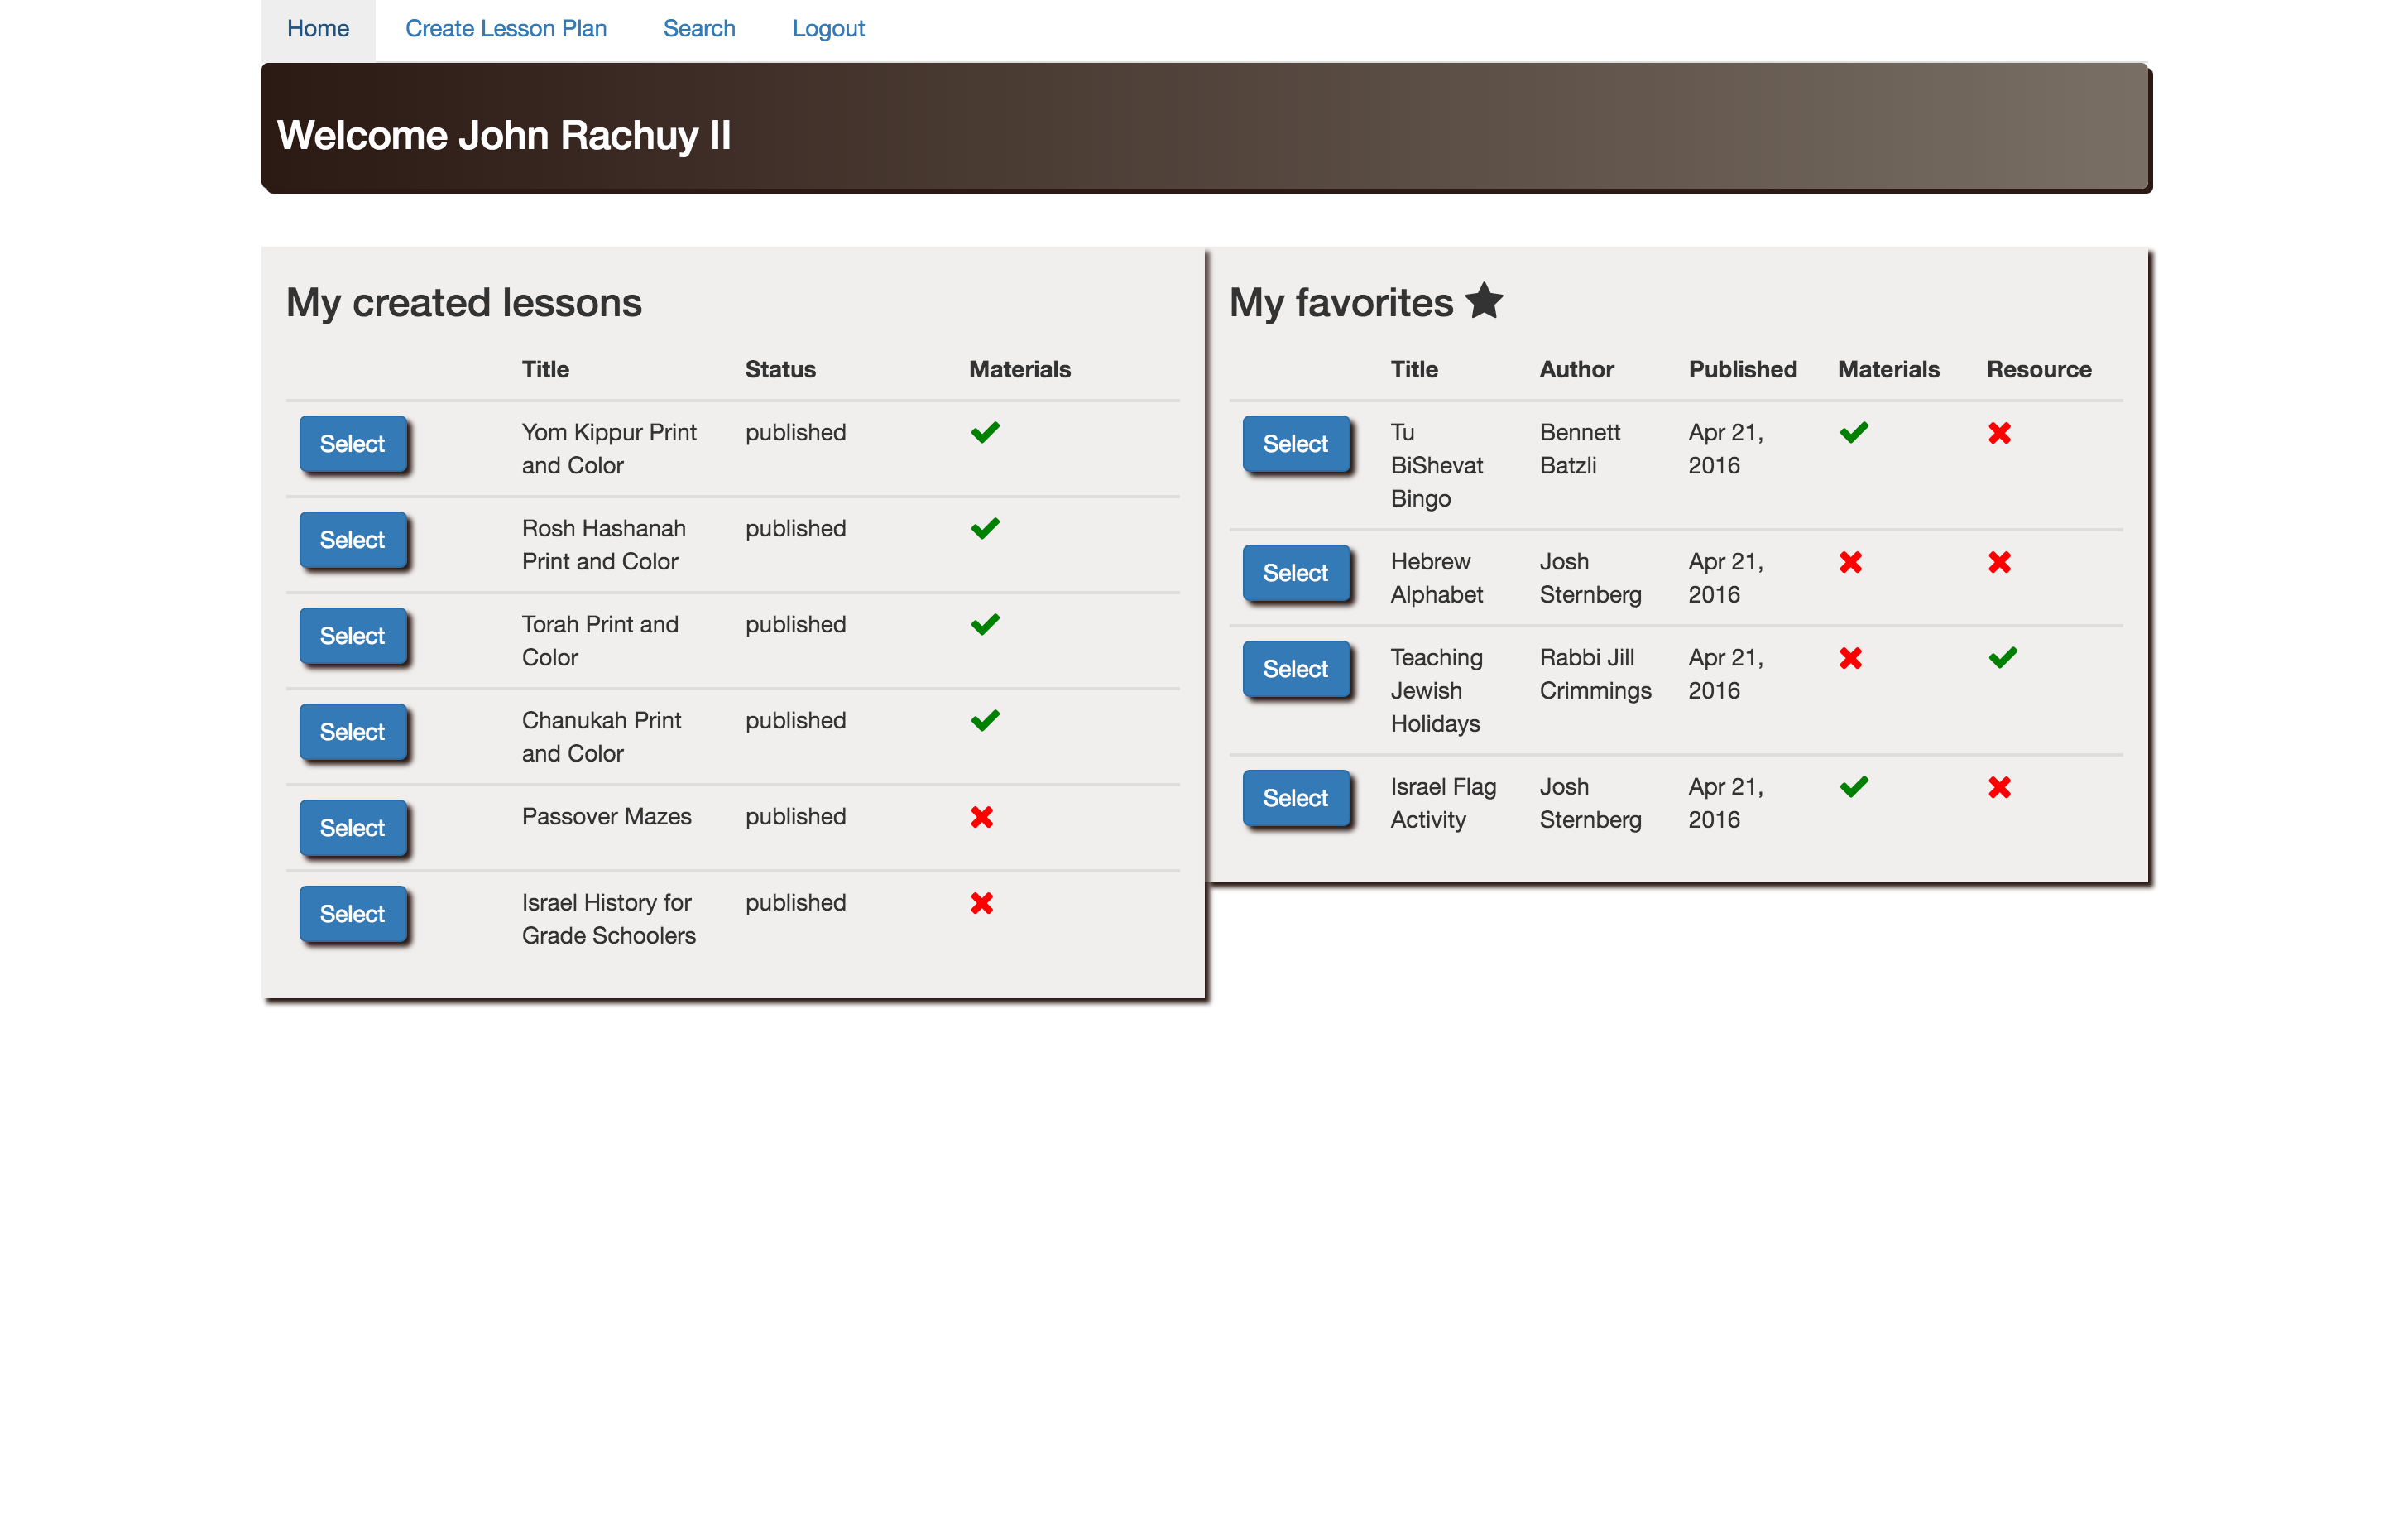 Home Create Lesson Plan Search Logout
Welcome John Rachuy II
My created lessons
Title Status Materials
Select Yom Kippur Print published
and Color
Select Rosh Hashanah published
Print and Color
Select Torah Print and published
Color
Select Chanukah Print published
and Color
Select Passover Mazes published
Select Israel History for published
Grade Schoolers
My favorites
Title Author Published Materials Resource
Select Tu Bennett Apr 21,
BiShevat Batzli 2016
Bingo
Select Hebrew Josh Apr 21,
Alphabet Sternberg 2016
Select Teaching Rabbi Jill Apr 21,
Jewish Crimmings 2016
Holidays
Select Israel Flag Josh Apr 21,
Activity Sternberg 2016